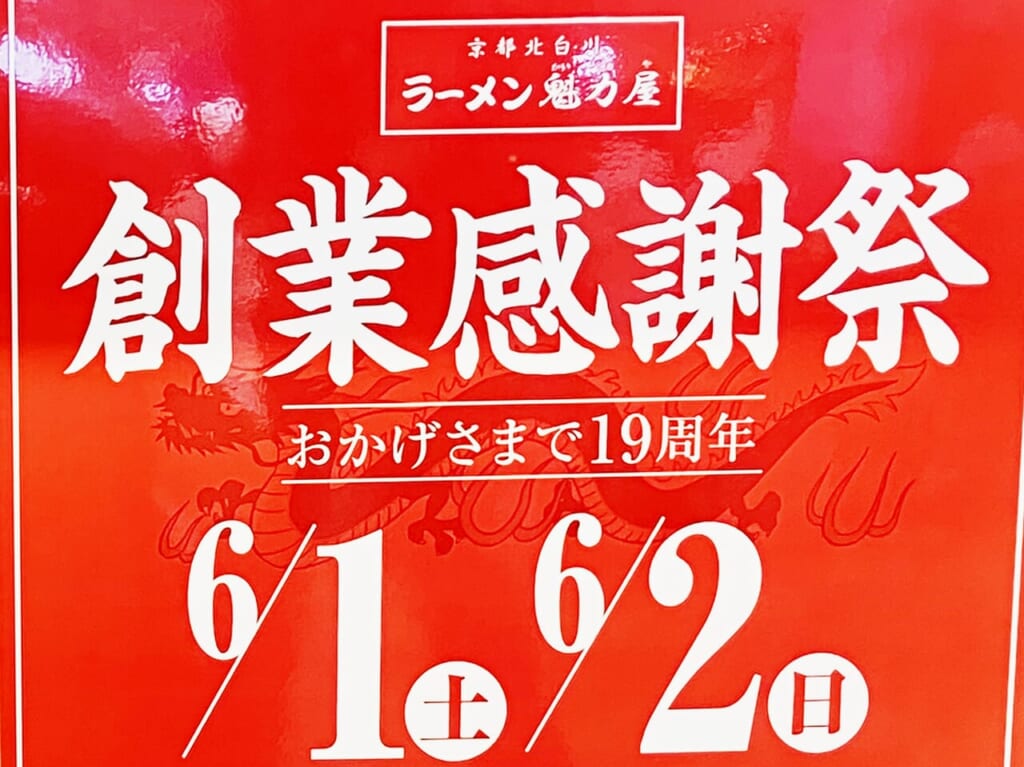 京都北白川
ラーメン魁力屋
創業感謝祭
おかげさまで19周年
6/1土 6/2日